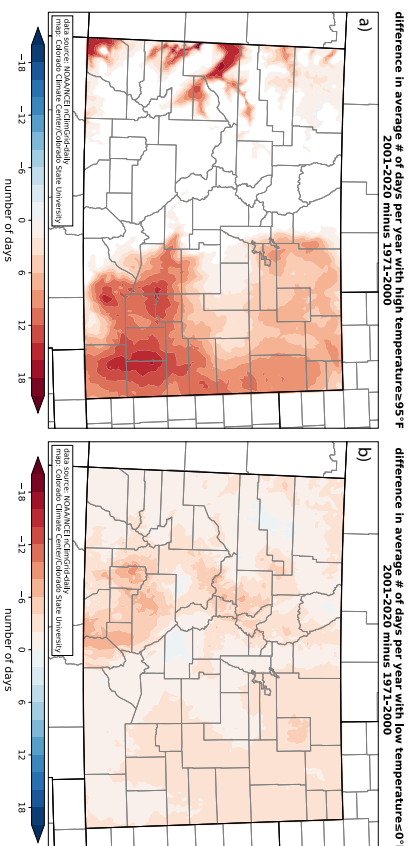 difference in average # of days per year with high temperature≥95°F
2001-2020 minus 1971-2000
a)
data source: NOAA/NCEI nClimGrid-daily
map: Colorado Climate Center/Colorado State University
−18 −12 −6 0 6 12 18
number of days
difference in average # of days per year with low temperature≤0°
2001-2020 minus 1971-2000
b)
data source: NOAA/NCEI nClimGrid-daily
map: Colorado Climate Center/Colorado State University
−18 −12 −6 0 6 12 18
number of days